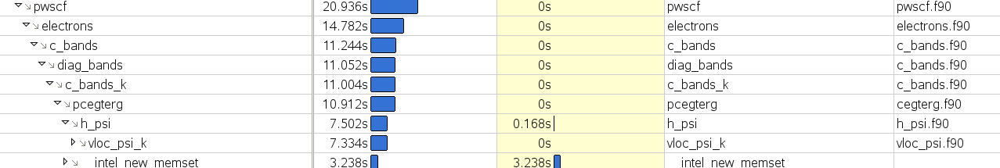 pwscf 20.936s 0s pwscf pwscf.f90
electrons 14.782s 0s electrons electrons.f90
c_bands 11.244s 0s c_bands c_bands.f90
diag_bands 11.052s 0s diag_bands c_bands.f90
c_bands_k 11.004s 0s c_bands_k c_bands.f90
pcegterg 10.912s 0s pcegterg cegterg.f90
h_psi 7.502s 0.168s h_psi h_psi.f90
vloc_psi_k 7.334s 0s vloc_psi_k vloc_psi.f90
intel_new_memset 3.238s 3.238s intel_new_memset